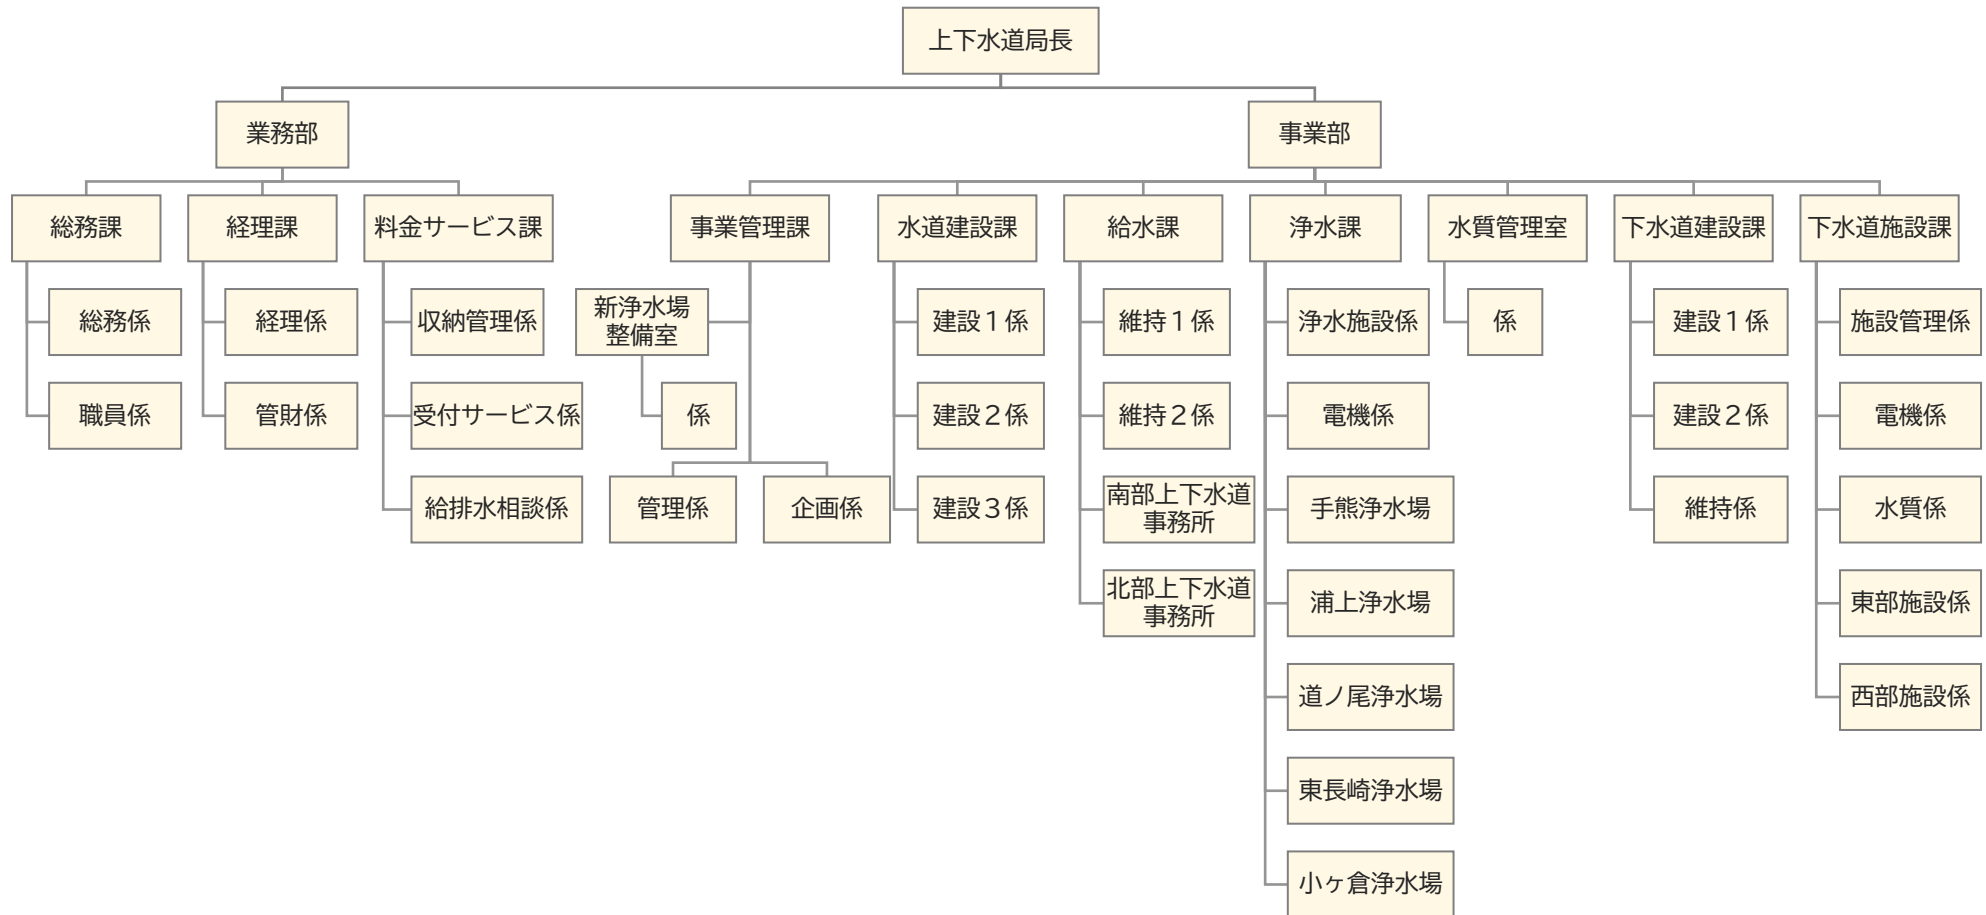 上下水道局長
業務部
事業部
総務課
経理課
料金サービス課
事業管理課
水道建設課
給水課
浄水課
水質管理室
下水道建設課
下水道施設課
総務係
経理係
収納管理係
新浄水場
整備室
建設１係
維持１係
浄水施設係
係
建設１係
施設管理係
職員係
管財係
受付サービス係
係
建設２係
維持２係
電機係
建設２係
電機係
給排水相談係
管理係
企画係
建設３係
南部上下水道
事務所
手熊浄水場
維持係
水質係
北部上下水道
事務所
浦上浄水場
東部施設係
道ノ尾浄水場
西部施設係
東長崎浄水場
小ヶ倉浄水場